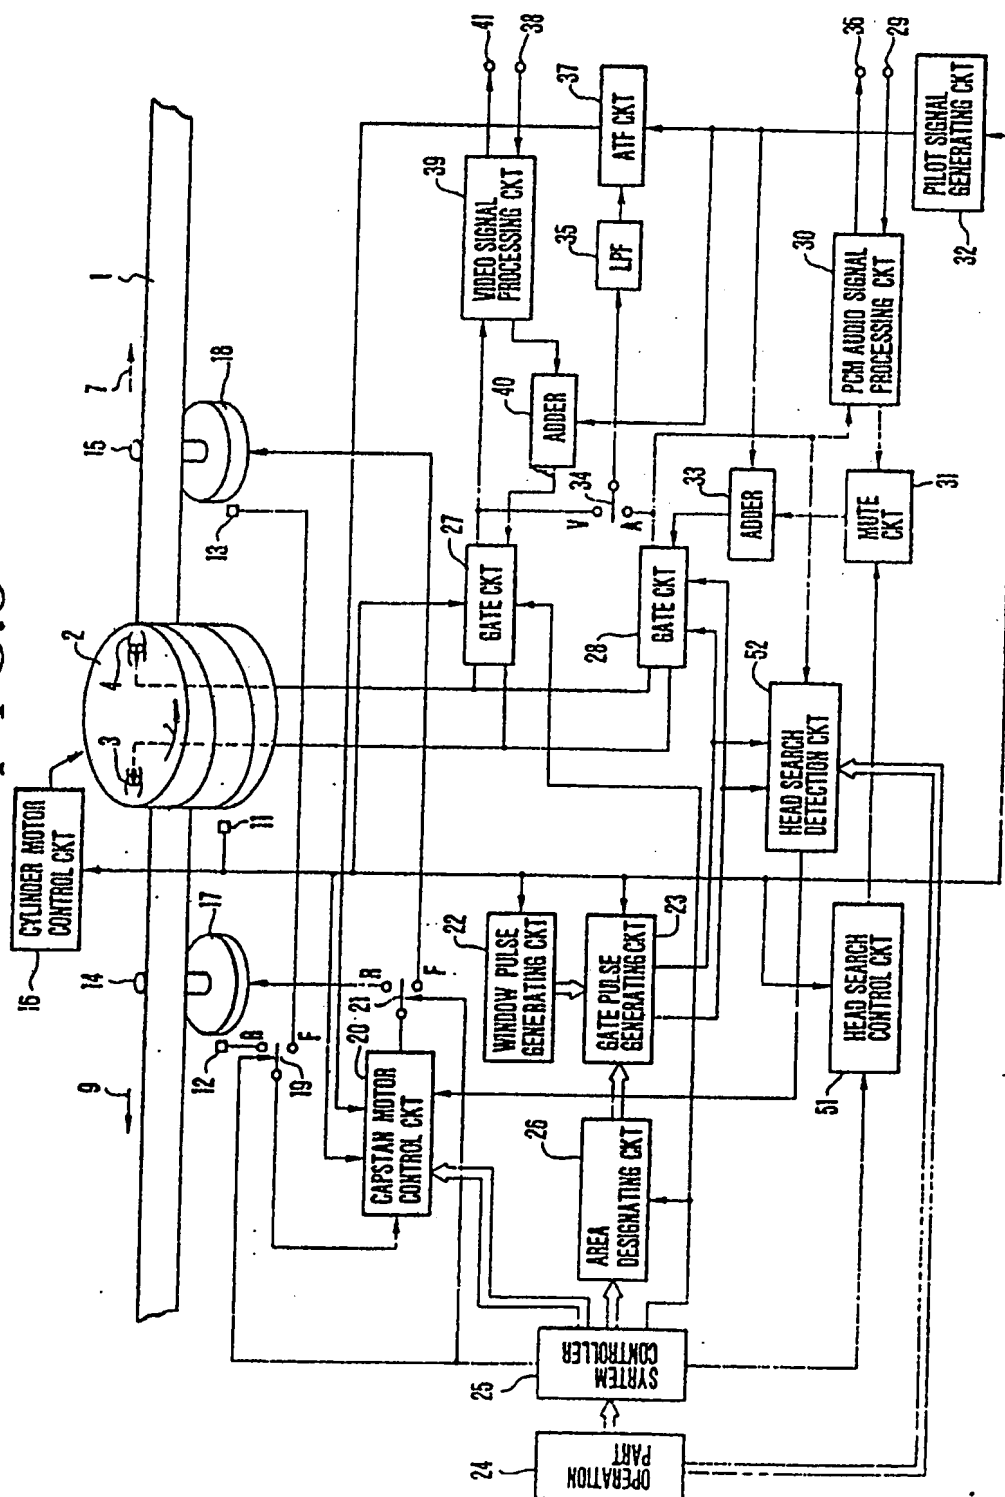 CYLINDER MOTOR
CONTROL CKT
16
2
3
4
1
7
9
11
12
R
F
19
13
14
17
15
18
R
21
F
20
CAPSTAN MOTOR
CONTROL CKT
22
WINDOW PULSE
GENERATING CKT
23
GATE PULSE
GENERATING CKT
26
AREA
DESIGNATING CKT
25
SYRTEM
CONTROLLER
24
OPERATION
PART
27
GATE CKT
28
GATE CKT
39
VIDEO SIGNAL
PROCESSING CKT
41
38
40
ADDER
34
V
A
35
LPF
37
ATF CKT
33
ADDER
30
PCM AUDIO SIGNAL
PROCESSING CKT
36
29
31
MUTE
CKT
32
PILOT SIGNAL
GENERATING CKT
52
HEAD SEARCH
DETECTION CKT
51
HEAD SEARCH
CONTROL CKT